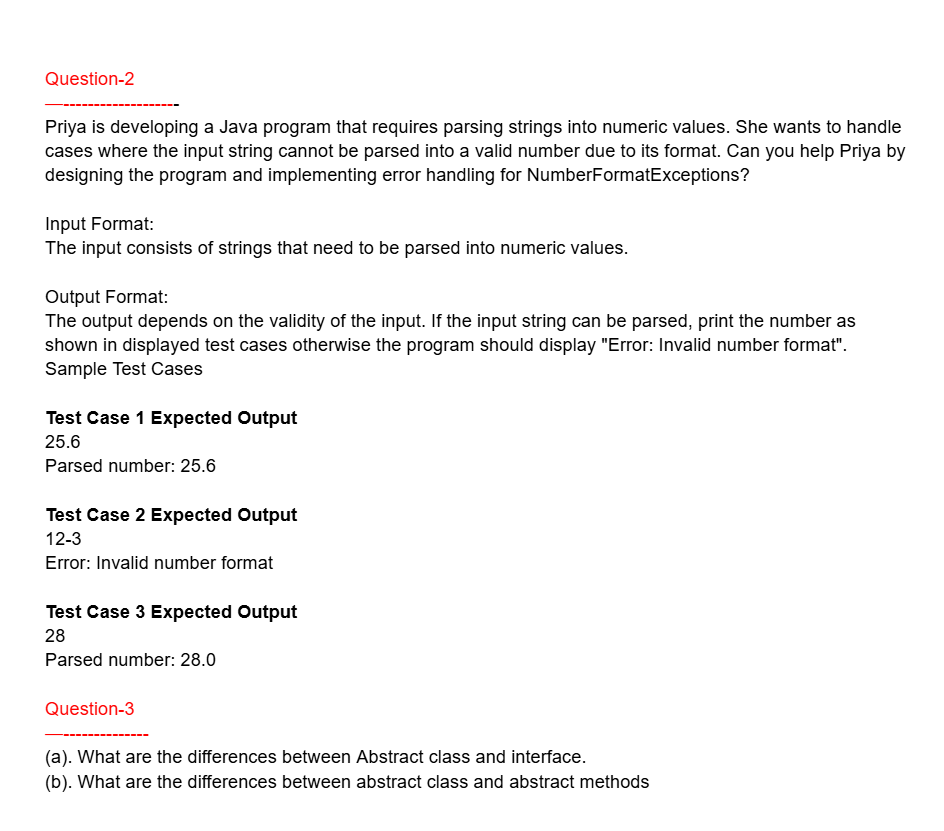 Question-2
—-------------------
Priya is developing a Java program that requires parsing strings into numeric values. She wants to handle
cases where the input string cannot be parsed into a valid number due to its format. Can you help Priya by
designing the program and implementing error handling for NumberFormatExceptions?
Input Format:
The input consists of strings that need to be parsed into numeric values.
Output Format:
The output depends on the validity of the input. If the input string can be parsed, print the number as
shown in displayed test cases otherwise the program should display "Error: Invalid number format".
Sample Test Cases
Test Case 1 Expected Output
25.6
Parsed number: 25.6
Test Case 2 Expected Output
12-3
Error: Invalid number format
Test Case 3 Expected Output
28
Parsed number: 28.0
Question-3
—--------------
(a). What are the differences between Abstract class and interface.
(b). What are the differences between abstract class and abstract methods